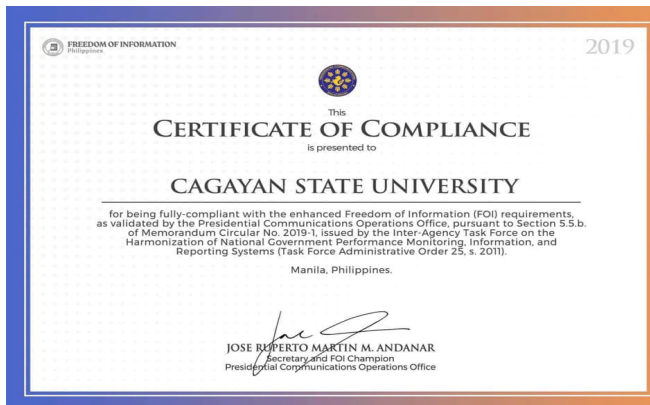 FREEDOM OF INFORMATION
Philippines
2019
This
CERTIFICATE OF COMPLIANCE
is presented to
CAGAYAN STATE UNIVERSITY
for being fully-compliant with the enhanced Freedom of Information (FOI) requirements,
as validated by the Presidential Communications Operations Office, pursuant to Section 5.5.b.
of Memorandum Circular No. 2019-1, issued by the Inter-Agency Task Force on the
Harmonization of National Government Performance Monitoring, Information, and
Reporting Systems (Task Force Administrative Order 25, s. 2011).
Manila, Philippines.
JOSE RUPERTO MARTIN M. ANDANAR
Secretary and FOI Champion
Presidential Communications Operations Office